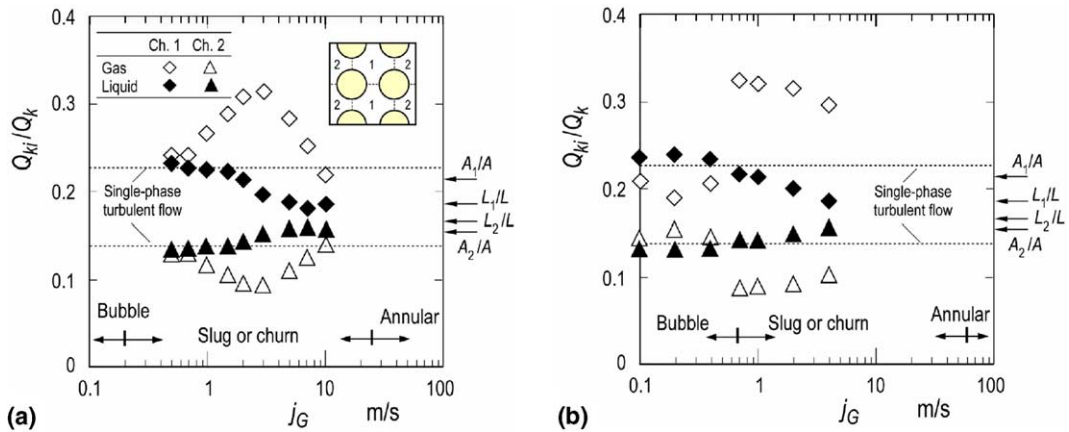 0.4
0.3
0.2
0.1
0
Q_ki/Q_k
Ch. 1 Ch. 2
Gas
Liquid
2 1 2
2 1 2
Single-phase
turbulent flow
A_1/A
L_1/L
L_2/L
A_2/A
Bubble
Slug or churn
Annular
0.1 1 10 100
(a)
j_G m/s
0.4
0.3
0.2
0.1
0
Q_ki/Q_k
Single-phase
turbulent flow
A_1/A
L_1/L
L_2/L
A_2/A
Bubble
Slug or churn
Annular
0.1 1 10 100
(b)
j_G m/s